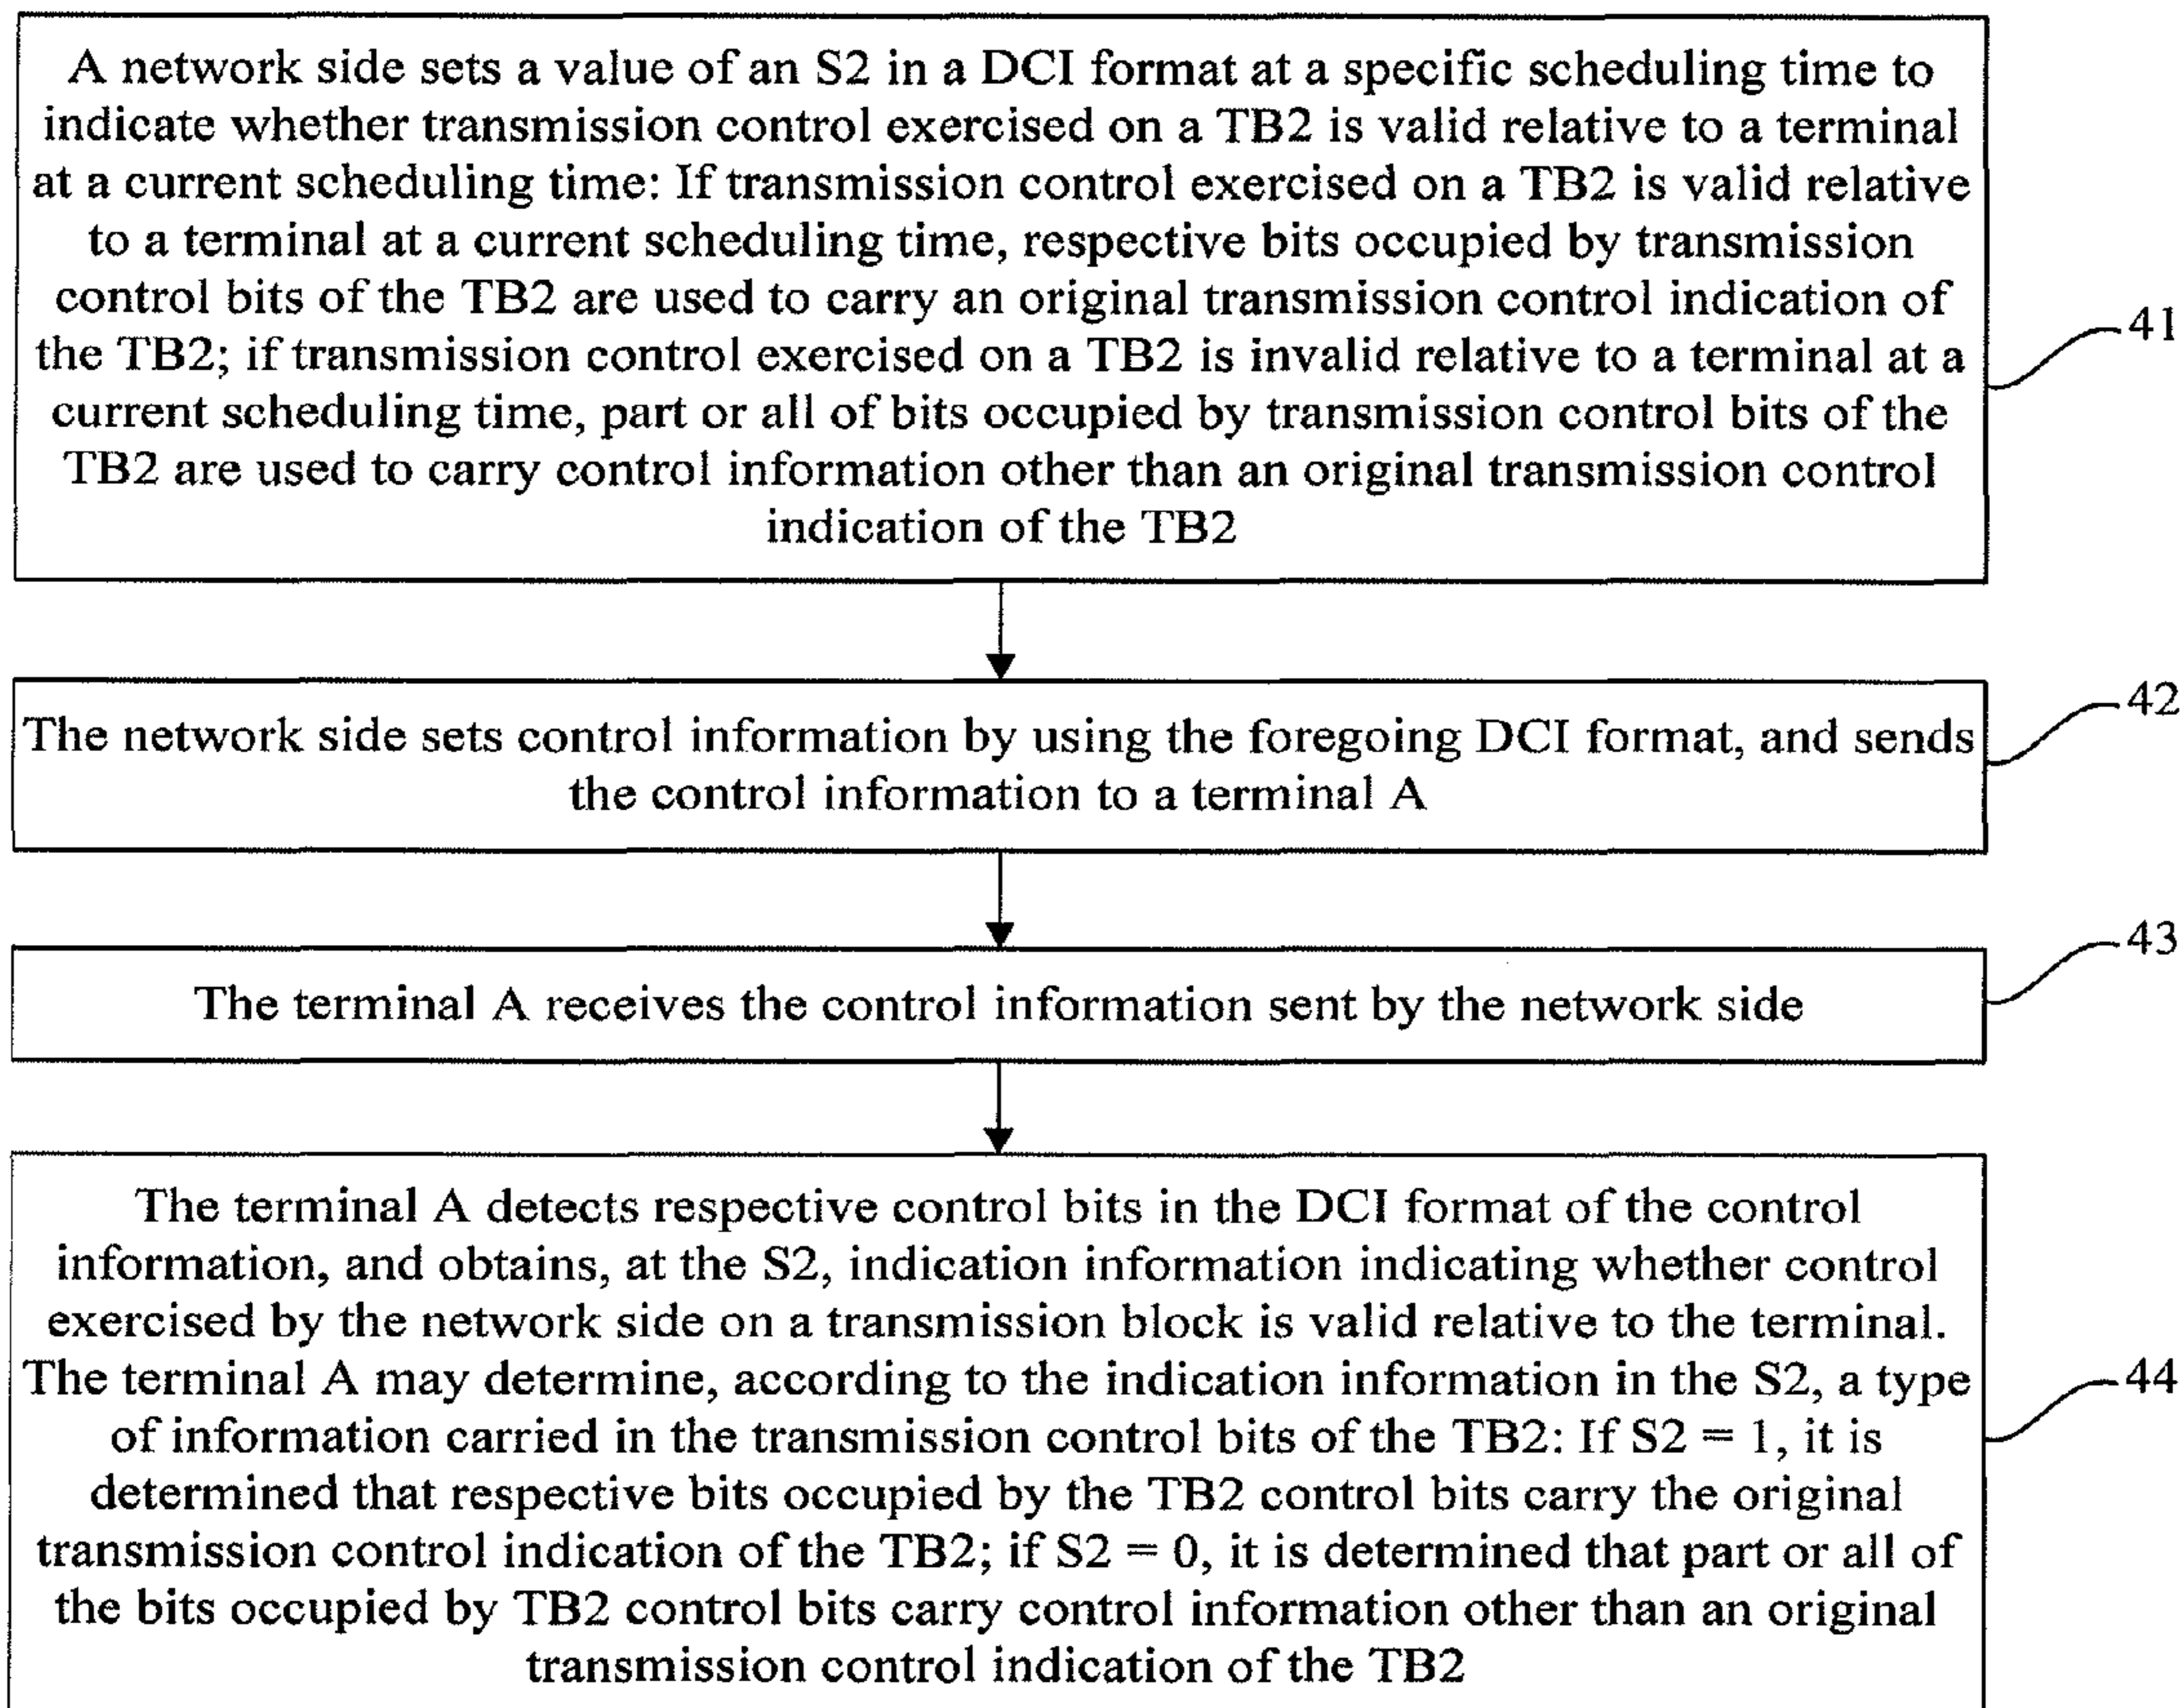 A network side sets a value of an S2 in a DCI format at a specific scheduling time to
indicate whether transmission control exercised on a TB2 is valid relative to a terminal
at a current scheduling time: If transmission control exercised on a TB2 is valid relative
to a terminal at a current scheduling time, respective bits occupied by transmission
control bits of the TB2 are used to carry an original transmission control indication of
the TB2; if transmission control exercised on a TB2 is invalid relative to a terminal at a
current scheduling time, part or all of bits occupied by transmission control bits of the
TB2 are used to carry control information other than an original transmission control
indication of the TB2
41
The network side sets control information by using the foregoing DCI format, and sends
the control information to a terminal A
42
The terminal A receives the control information sent by the network side
43
The terminal A detects respective control bits in the DCI format of the control
information, and obtains, at the S2, indication information indicating whether control
exercised by the network side on a transmission block is valid relative to the terminal.
The terminal A may determine, according to the indication information in the S2, a type
of information carried in the transmission control bits of the TB2: If S2 = 1, it is
determined that respective bits occupied by the TB2 control bits carry the original
transmission control indication of the TB2; if S2 = 0, it is determined that part or all of
the bits occupied by TB2 control bits carry control information other than an original
transmission control indication of the TB2
44